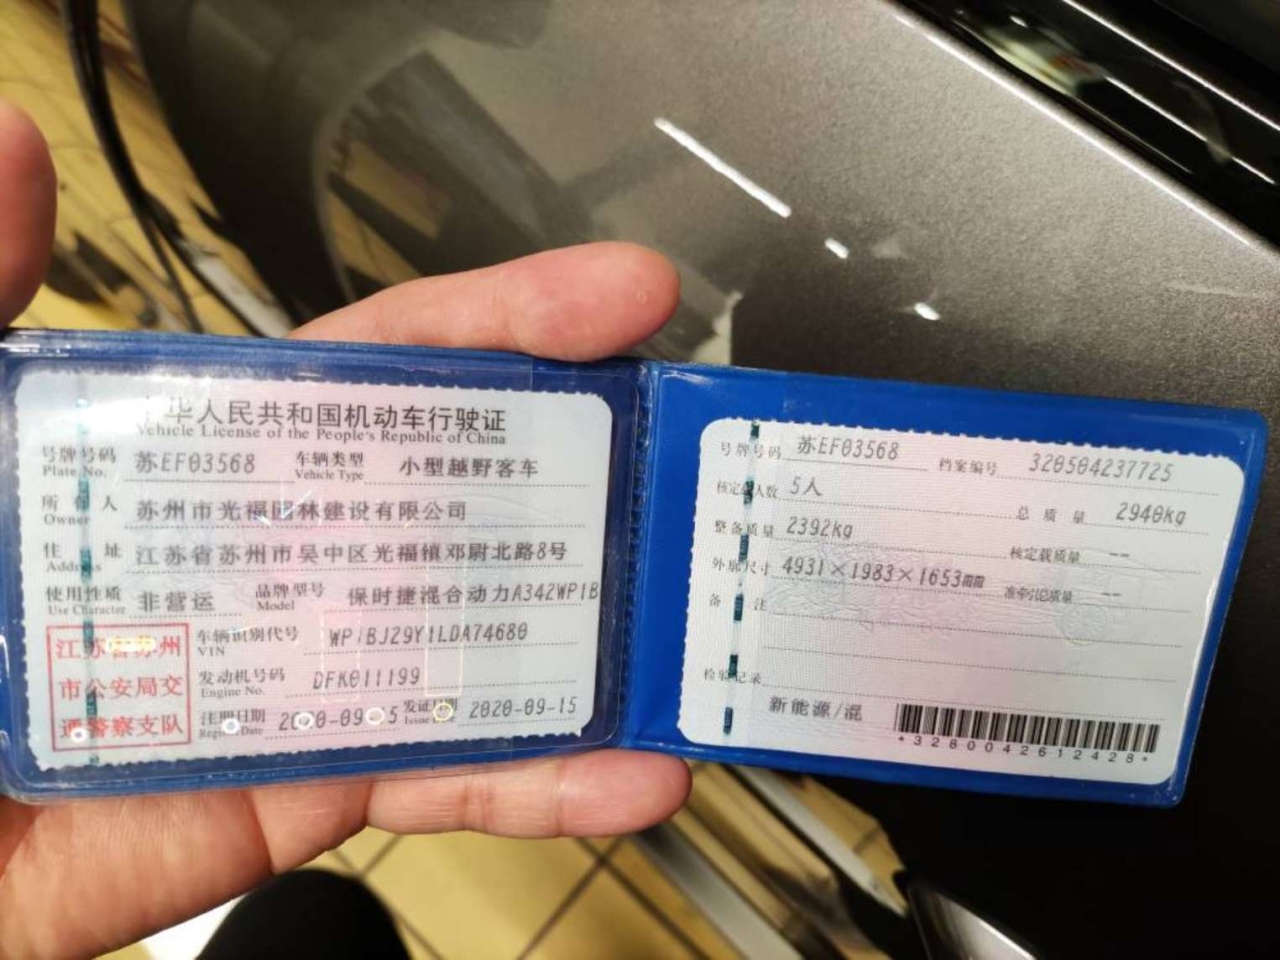 中华人民共和国机动车行驶证
Vehicle License of the People's Republic of China
号牌号码 苏EF03568 车辆类型 小型越野客车
Plate No. Vehicle Type
所有人 苏州市光福园林建设有限公司
Owner
住址 江苏省苏州市吴中区光福镇邓尉北路8号
Address
使用性质 非营运 品牌型号 保时捷混合动力A342WP1B
Use Character Model
江苏省苏州
市公安局交
通警察支队
车辆识别代号 WP1BJ29Y1LDA74680
VIN
发动机号码 DFK011199
Engine No.
注册日期 2020-09-15 发证日期 2020-09-15
Register Date Issue Date
号牌号码 苏EF03568 档案编号 320504237725
核定载人数 5人 总质量 2940kg
整备质量 2392kg 核定载质量 --
外廓尺寸 4931×1983×1653mm 准牵引总质量 --
备注
检验记录
新能源/混
*3280042612428*